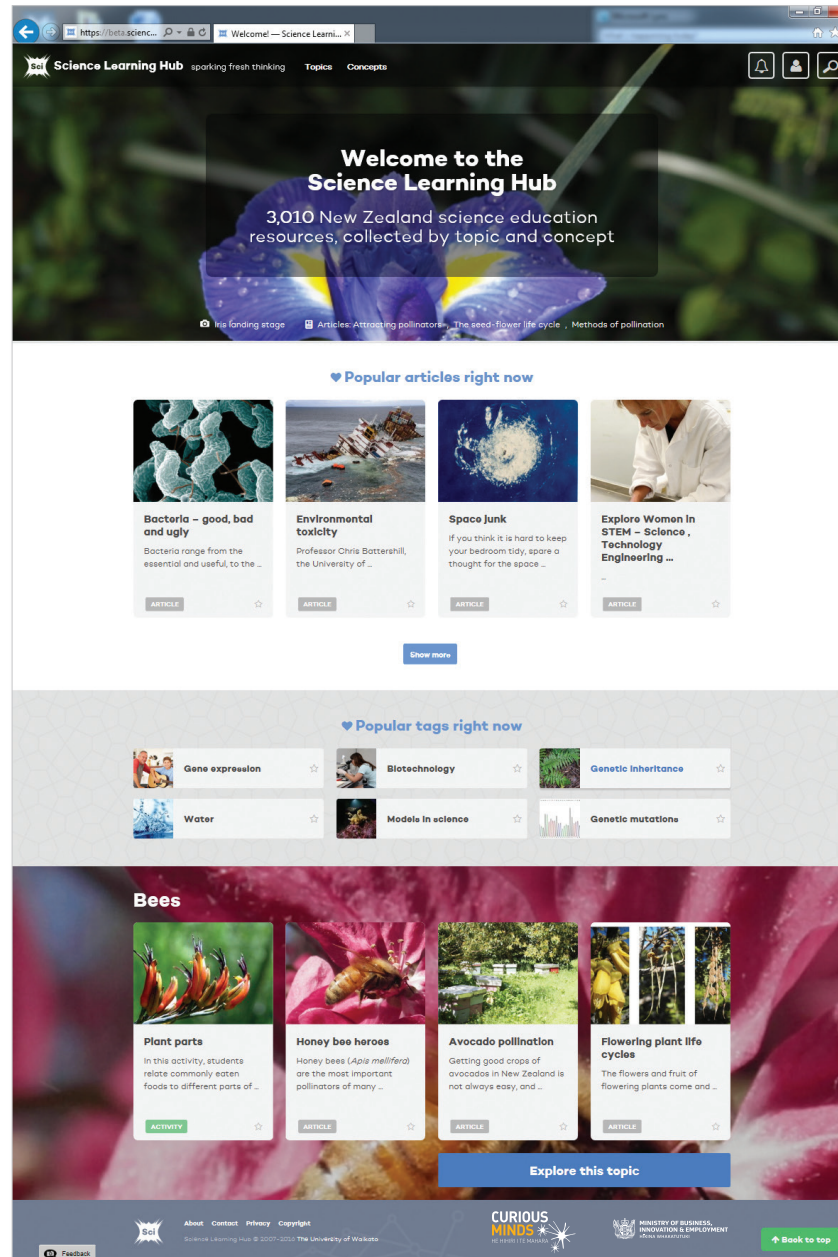 https://beta.scienc...
Welcome! — Science Learni...
Sci
Science Learning Hub sparking fresh thinking Topics Concepts
Welcome to the
Science Learning Hub
3,010 New Zealand science education
resources, collected by topic and concept
Iris landing stage Articles: Attracting pollinators , The seed-flower life cycle , Methods of pollination
Popular articles right now
Bacteria – good, bad
and ugly
Bacteria range from the
essential and useful, to the ...
ARTICLE
Environmental
toxicity
Professor Chris Battershill,
the University of ...
ARTICLE
Space junk
If you think it is hard to keep
your bedroom tidy, spare a
thought for the space ...
ARTICLE
Explore Women in
STEM – Science ,
Technology
Engineering ...
...
ARTICLE
Show more
Popular tags right now
Gene expression
Biotechnology
Genetic inheritance
Water
Models in science
Genetic mutations
Bees
Plant parts
In this activity, students
relate commonly eaten
foods to different parts of ...
ACTIVITY
Honey bee heroes
Honey bees (Apis mellifera)
are the most important
pollinators of many ...
ARTICLE
Avocado pollination
Getting good crops of
avocados in New Zealand is
not always easy, and ...
ARTICLE
Flowering plant life
cycles
The flowers and fruit of
flowering plants come and ...
ARTICLE
Explore this topic
Sci
About Contact Privacy Copyright
Science Learning Hub © 2007-2016 The University of Waikato
CURIOUS
MINDS
HE HIHIRI I TE MAHARA
MINISTRY OF BUSINESS,
INNOVATION & EMPLOYMENT
HĪKINA WHAKATUTUKI
Feedback
Back to top